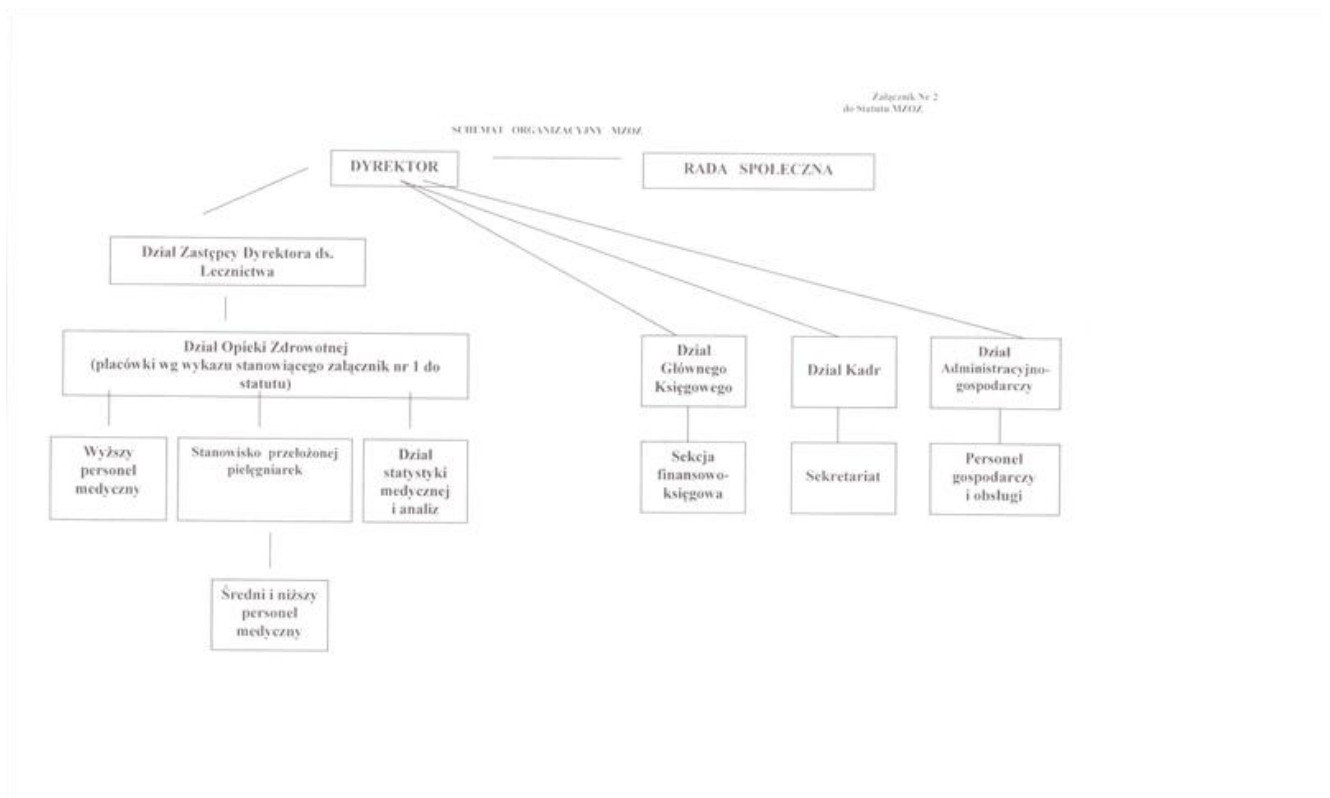 Załącznik Nr 2
do Statutu MZOZ
SCHEMAT ORGANIZACYJNY MZOZ
DYREKTOR
RADA SPOŁECZNA
Dział Zastępcy Dyrektora ds.
Lecznictwa
Dział Opieki Zdrowotnej
(placówki wg wykazu stanowiącego załącznik nr 1 do
statutu)
Dział
Głównego
Księgowego
Dział Kadr
Dział
Administracyjno-
gospodarczy
Wyższy
personel
medyczny
Stanowisko przełożonej
pielęgniarek
Dział
statystyki
medycznej
i analiz
Sekcja
finansowo-
księgowa
Sekretariat
Personel
gospodarczy
i obsługi
Średni i niższy
personel
medyczny